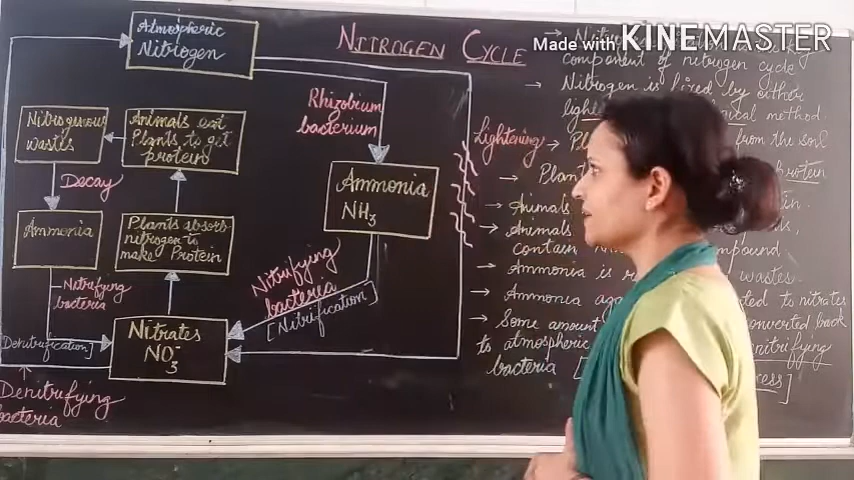 Made with KINEMASTER
NITROGEN CYCLE
Atmospheric
Nitrogen
Rhizobium
bacterium
Nitrogenous
wastes
Animals eat
Plants to get
protein
Decay
Ammonia
NH3
Ammonia
Plants absorb
nitrogen to
make Protein
Lightening
Nitrifying
bacteria
[Nitrification]
Nitrifying
bacteria
Nitrates
NO3-
Denitrification
Denitrifying
bacteria
component of nitrogen cycle
→ Nitrogen is fixed by either
method.
from the soil
protein
→ Animals
→ Animals
contain compound
→ Ammonia is wastes.
→ Ammonia to nitrates
→ Some amount converted back
to atmospheric denitrifying
bacteria [
]